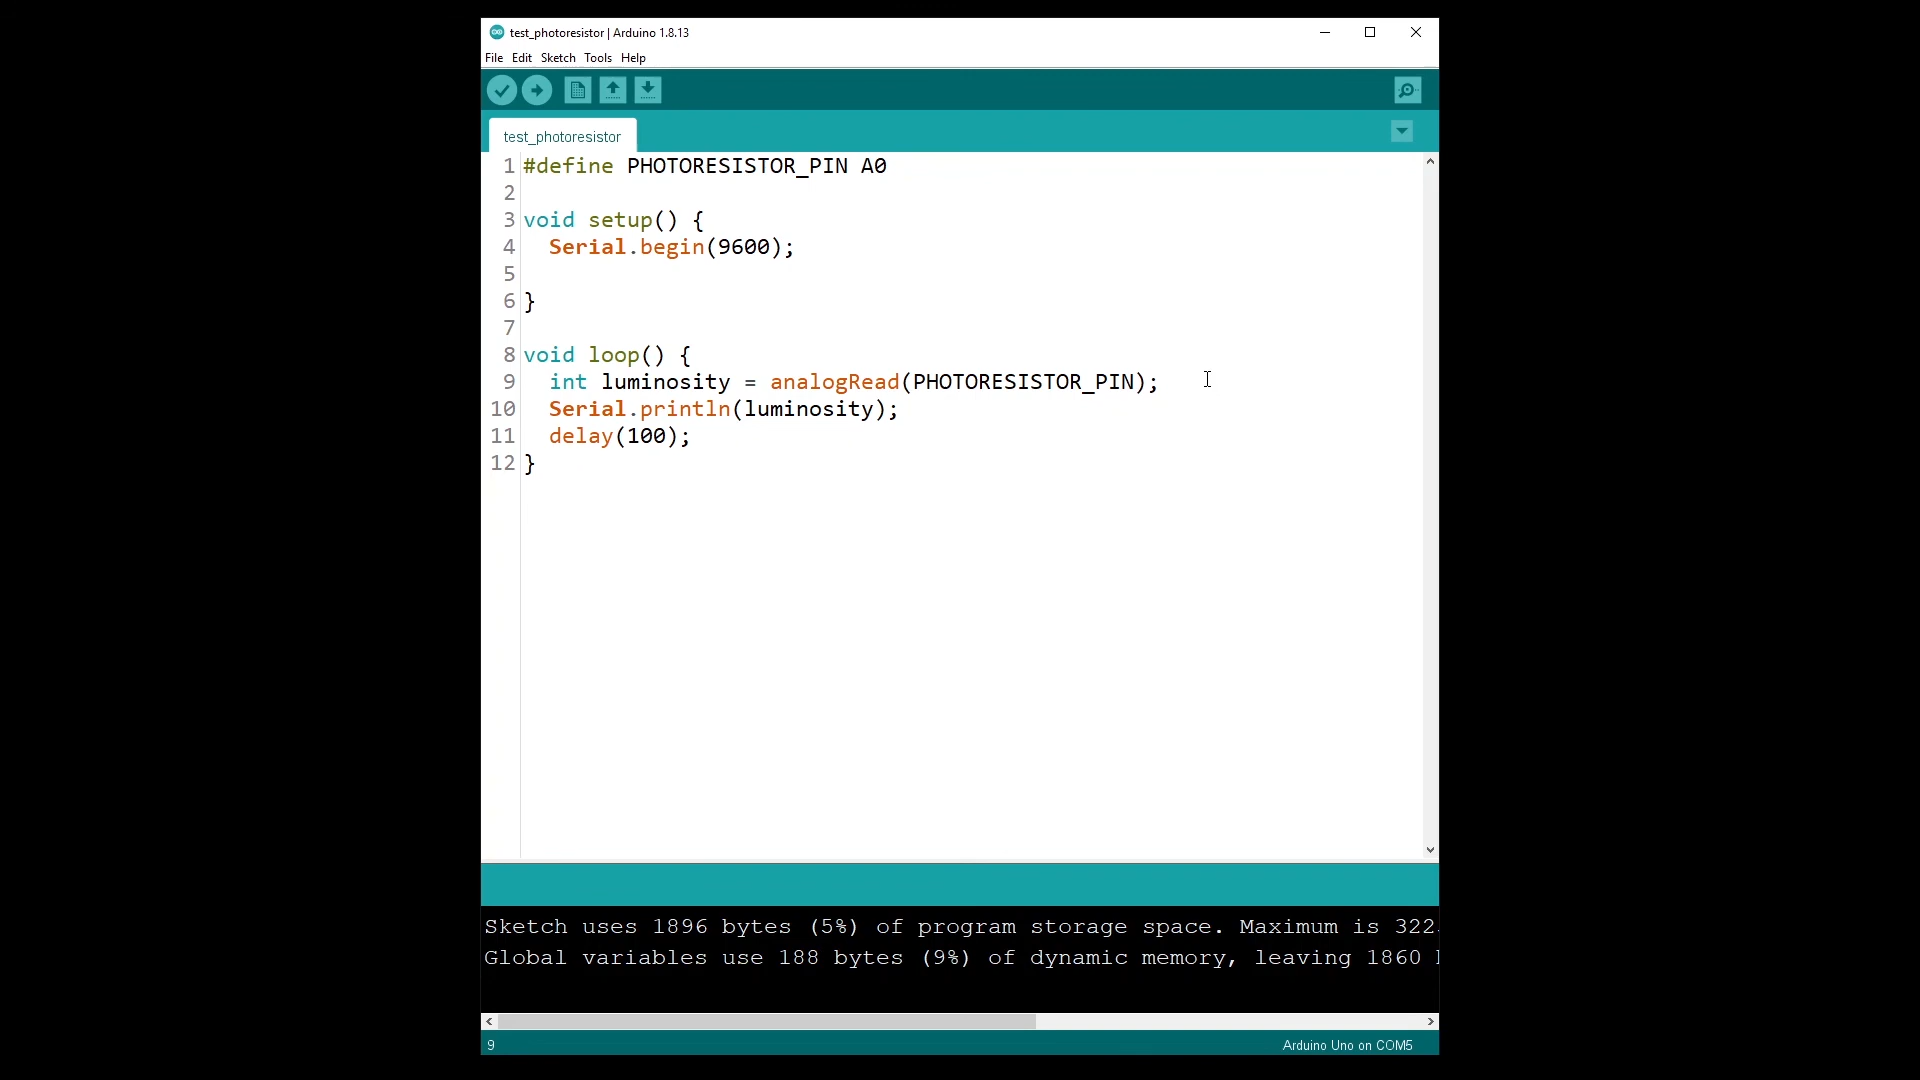 test_photoresistor | Arduino 1.8.13
File Edit Sketch Tools Help
test_photoresistor
1 #define PHOTORESISTOR_PIN A0
2
3 void setup() {
4   Serial.begin(9600);
5
6 }
7
8 void loop() {
9   int luminosity = analogRead(PHOTORESISTOR_PIN);
10   Serial.println(luminosity);
11   delay(100);
12 }
Sketch uses 1896 bytes (5%) of program storage space. Maximum is 322
Global variables use 188 bytes (9%) of dynamic memory, leaving 1860
9 Arduino Uno on COM5